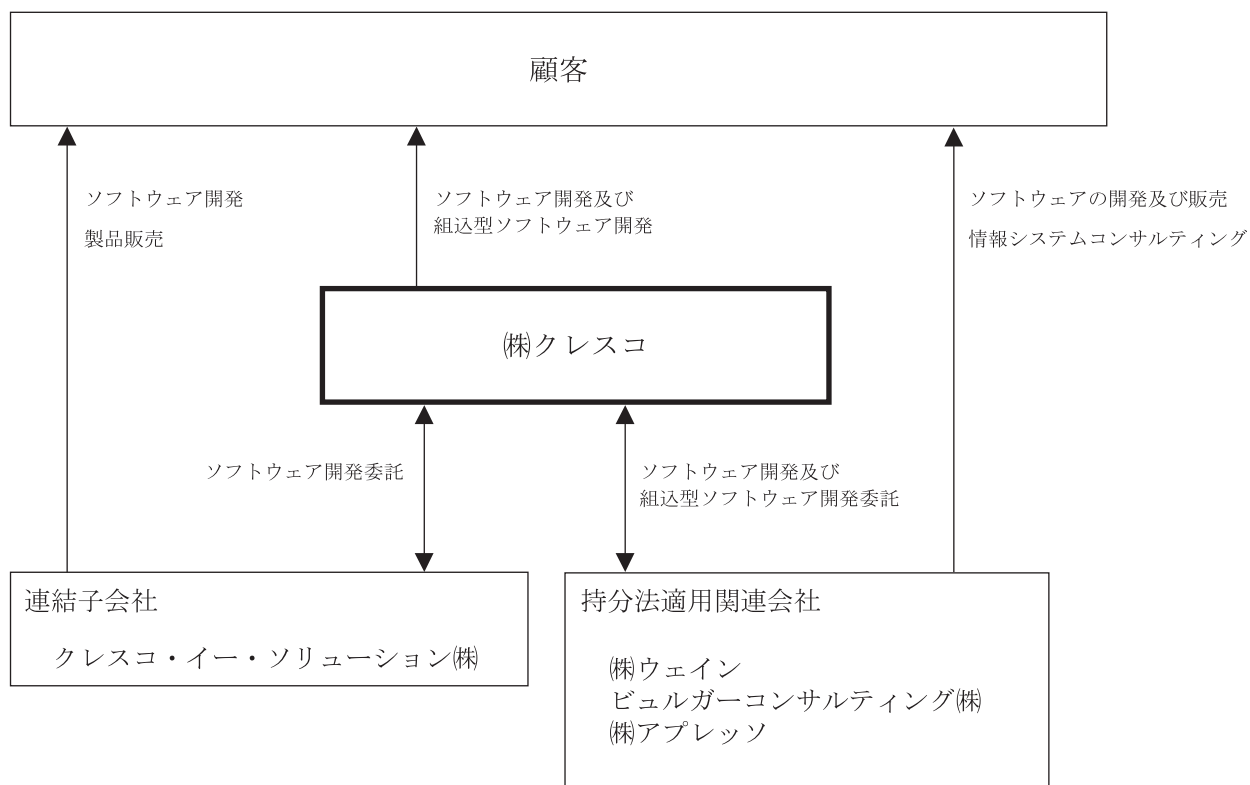 顧客
ソフトウェア開発
製品販売
ソフトウェア開発及び
組込型ソフトウェア開発
ソフトウェアの開発及び販売
情報システムコンサルティング
㈱クレスコ
ソフトウェア開発委託
ソフトウェア開発及び
組込型ソフトウェア開発委託
連結子会社
クレスコ・イー・ソリューション㈱
持分法適用関連会社
㈱ウェイン
ビュルガーコンサルティング㈱
㈱アプレッソ